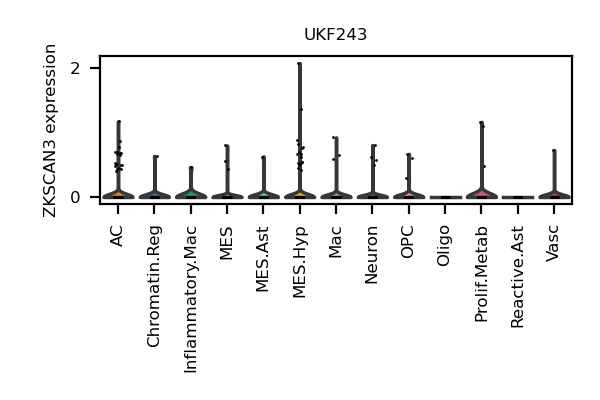 UKF243
ZKSCAN3 expression
2
0
AC
Chromatin.Reg
Inflammatory.Mac
MES
MES.Ast
MES.Hyp
Mac
Neuron
OPC
Oligo
Prolif.Metab
Reactive.Ast
Vasc